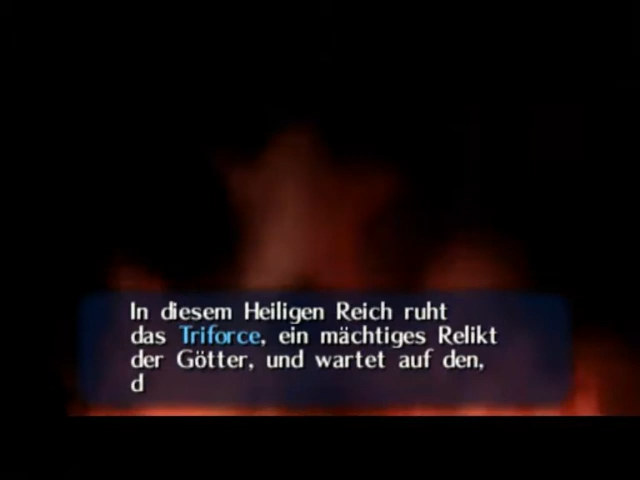 In diesem Heiligen Reich ruht
das Triforce, ein mächtiges Relikt
der Götter, und wartet auf den,
d